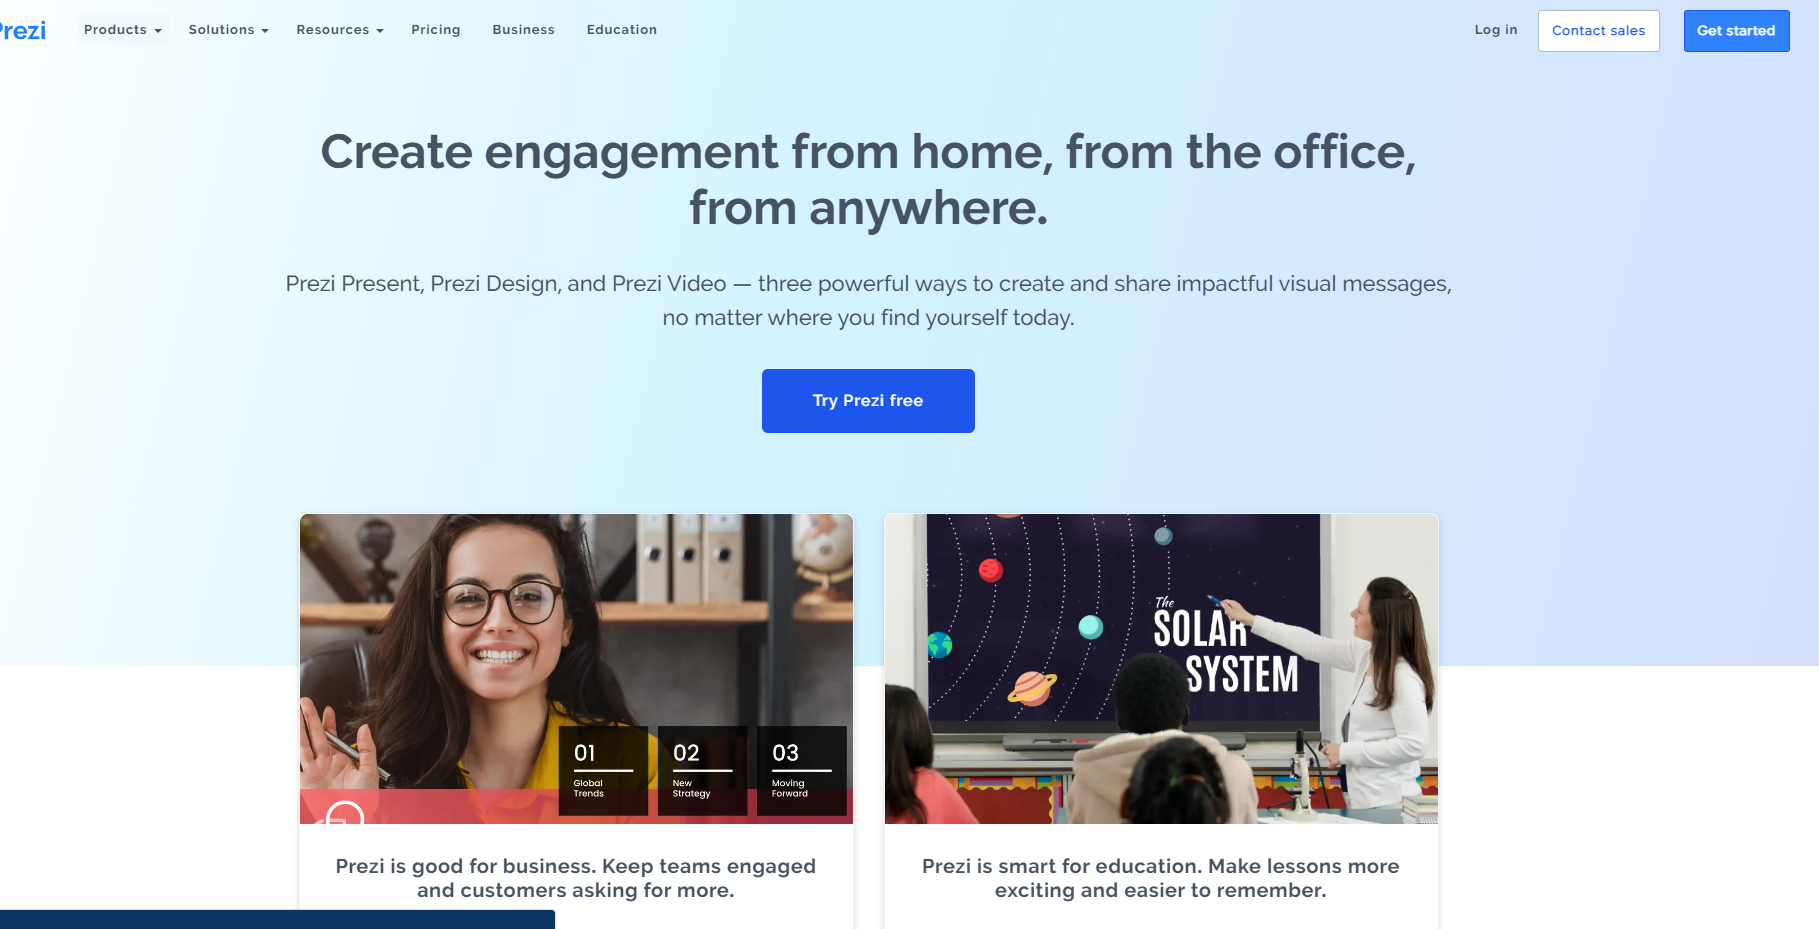 Prezi
Products
Solutions
Resources
Pricing
Business
Education
Log in
Contact sales
Get started
Create engagement from home, from the office,
from anywhere.
Prezi Present, Prezi Design, and Prezi Video — three powerful ways to create and share impactful visual messages,
no matter where you find yourself today.
Try Prezi free
01
Global
Trends
02
New
Strategy
03
Moving
Forward
The
SOLAR
SYSTEM
Prezi is good for business. Keep teams engaged
and customers asking for more.
Prezi is smart for education. Make lessons more
exciting and easier to remember.